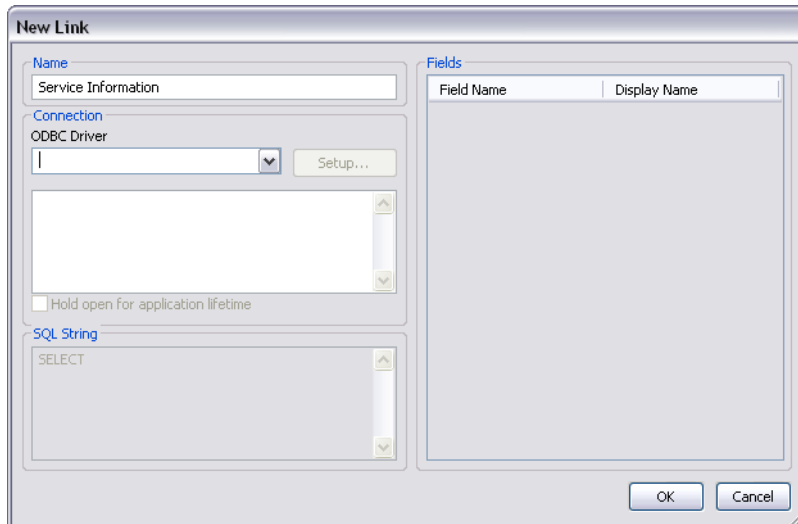 New Link
Name
Service Information
Connection
ODBC Driver
Setup...
Hold open for application lifetime
SQL String
SELECT
Fields
Field Name Display Name
OK Cancel